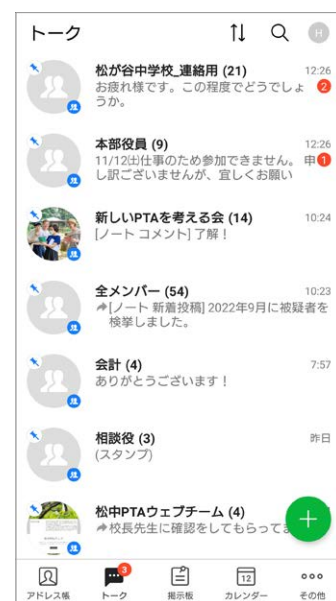 トーク
H
松が谷中学校_連絡用 (21)
12:26
お疲れ様です。この程度でどうでしょ
うか。
2
本部役員 (9)
12:26
11/12㈯仕事のため参加できません。 申
し訳ございませんが、宜しくお願い
1
新しいPTAを考える会 (14)
10:24
[ノート コメント] 了解！
全メンバー (54)
10:23
[ノート 新着投稿] 2022年9月に被疑者を
検挙しました。
会計 (4)
7:57
ありがとうございます！
相談役 (3)
昨日
(スタンプ)
松中PTAウェブチーム (4)
校長先生に確認をしてもらってま
3
12
アドレス帳
トーク
掲示板
カレンダー
その他